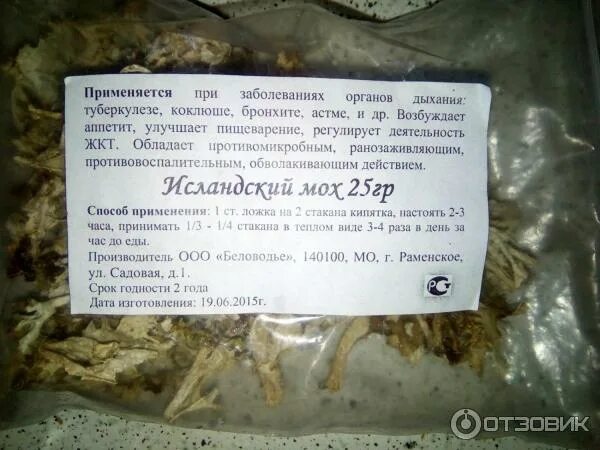 Применяется при заболеваниях органов дыхания:
туберкулезе, коклюше, бронхите, астме, и др. Возбуждает
аппетит, улучшает пищеварение, регулирует деятельность
ЖКТ. Обладает противомикробным, ранозаживляющим,
противовоспалительным, обволакивающим действием.
Исландский мох 25гр
Способ применения: 1 ст. ложка на 2 стакана кипятка, настоять 2-3
часа, принимать 1/3 - 1/4 стакана в теплом виде 3-4 раза в день за
час до еды.
Производитель ООО «Беловодье», 140100, МО, г. Раменское,
ул. Садовая, д.1.
Срок годности 2 года
Дата изготовления: 19.06.2015г.
РСТ
ОТЗОВИК